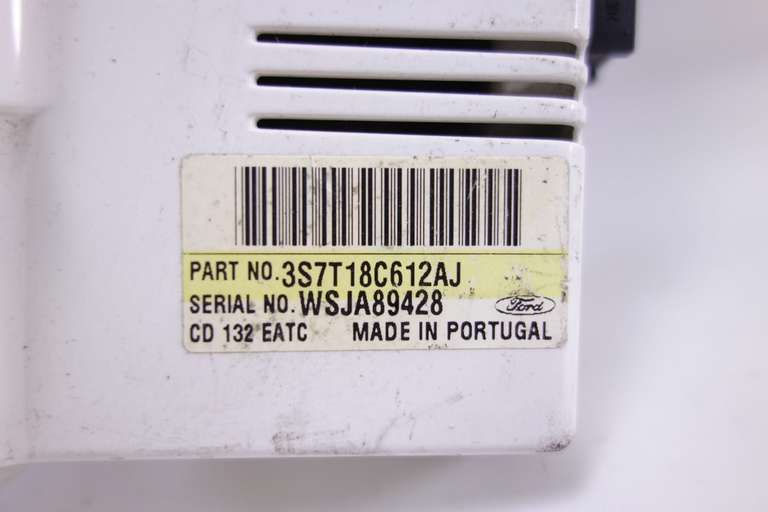 PART NO. 3S7T18C612AJ
SERIAL NO. WSJA89428
Ford
CD 132 EATC MADE IN PORTUGAL